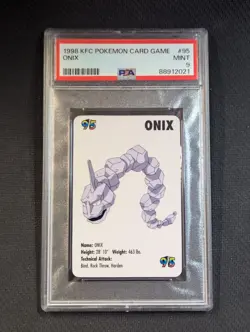 1998 KFC POKEMON CARD GAME #95
ONIX MINT
PSA 9
88912021
ONIX
95
Name: ONIX
Height: 28' 10" Weight: 463 lbs.
Technical Attack:
Bind, Rock Throw, Harden
95